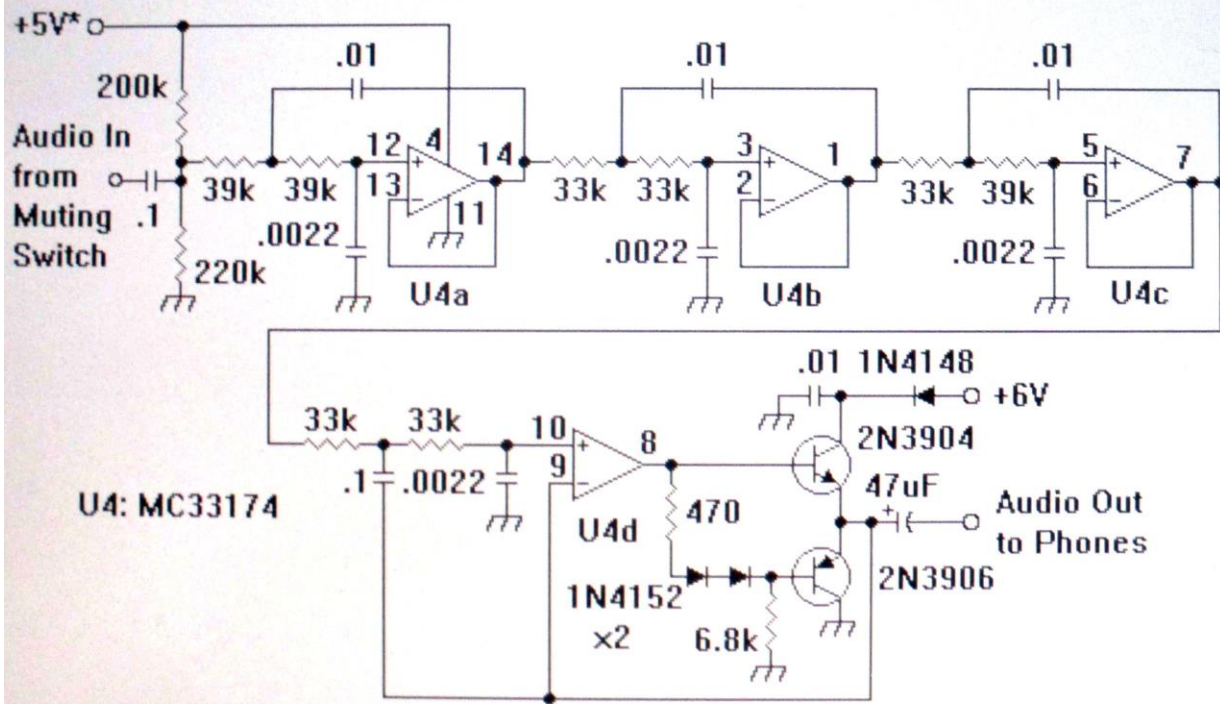 +5V*
200k
Audio In
from
Muting
Switch
.1
220k
39k
39k
.0022
.01
12
13
4
14
11
U4a
33k
33k
.0022
.01
3
2
1
U4b
33k
39k
.0022
.01
5
6
7
U4c
33k
33k
.1
.0022
10
9
8
U4d
U4: MC33174
470
1N4152
x2
6.8k
.01
1N4148
+6V
2N3904
47uF
+
Audio Out
to Phones
2N3906